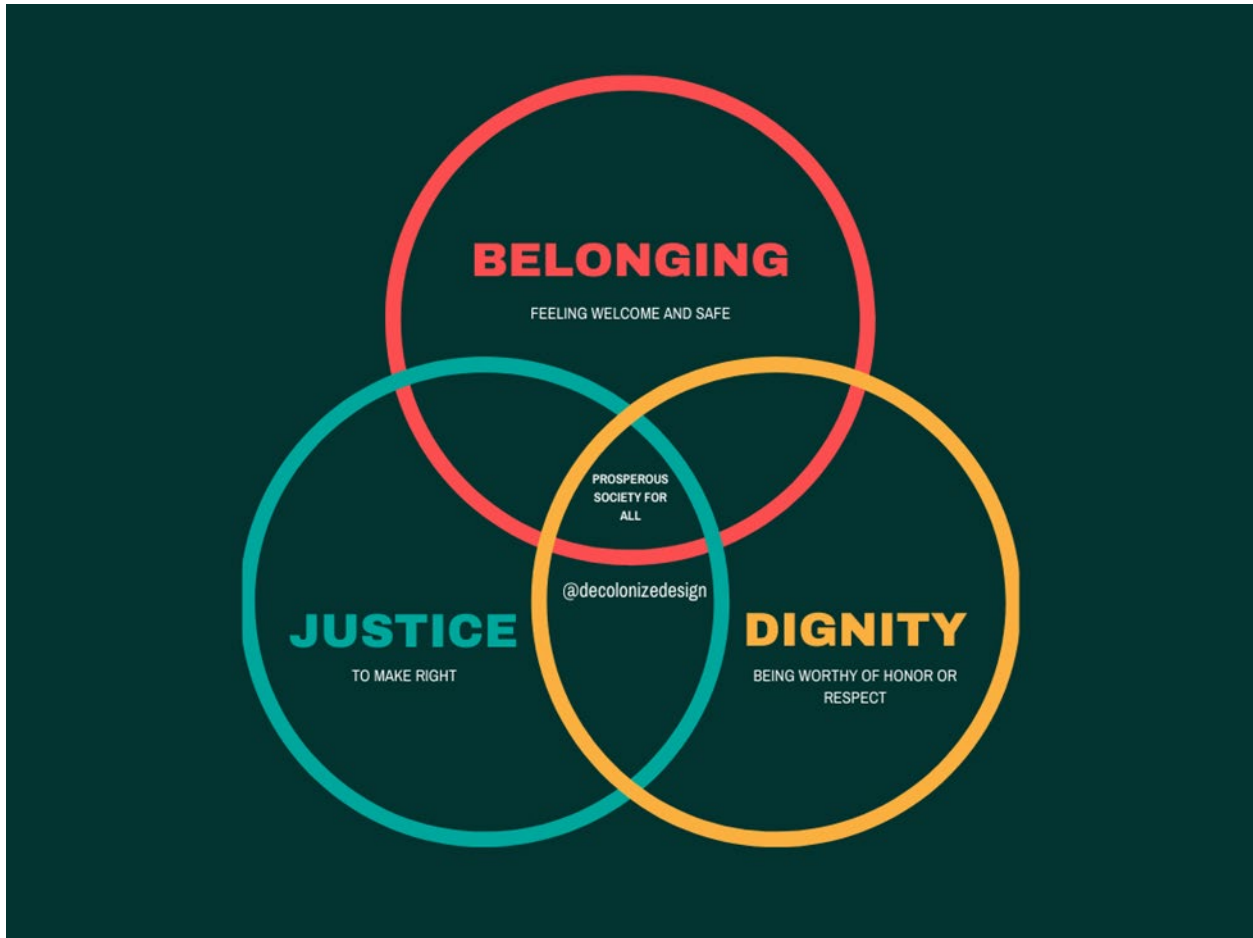 BELONGING
FEELING WELCOME AND SAFE
PROSPEROUS
SOCIETY FOR
ALL
@decolonizedesign
JUSTICE
TO MAKE RIGHT
DIGNITY
BEING WORTHY OF HONOR OR
RESPECT